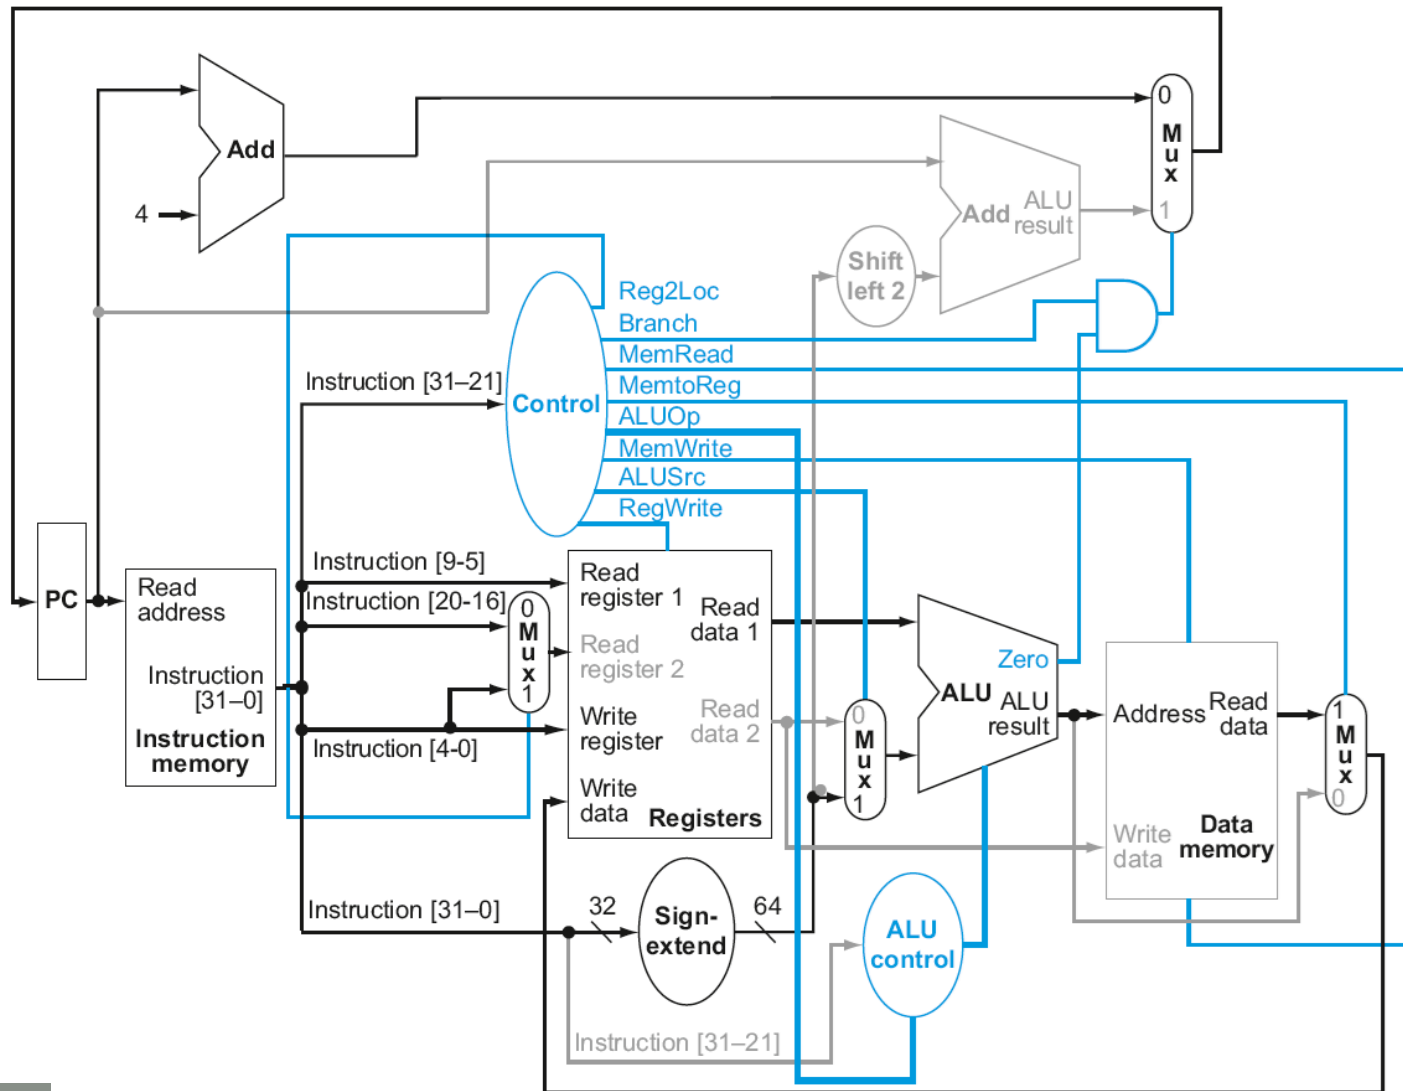 0
M
u
x
1
Add
4
Add
ALU
result
Shift
left 2
Reg2Loc
Branch
MemRead
MemtoReg
ALUOp
MemWrite
ALUSrc
RegWrite
Instruction [31–21]
Control
PC
Read
address
Instruction
[31–0]
Instruction
memory
Instruction [9-5]
Instruction [20-16]
Instruction [4-0]
0
M
u
x
1
Read
register 1
Read
register 2
Write
register
Write
data
Read
data 1
Read
data 2
Registers
0
M
u
x
1
Zero
ALU
ALU
result
Address
Read
data
Write
data
Data
memory
1
M
u
x
0
Instruction [31–0]
32
Sign-
extend
64
ALU
control
Instruction [31–21]